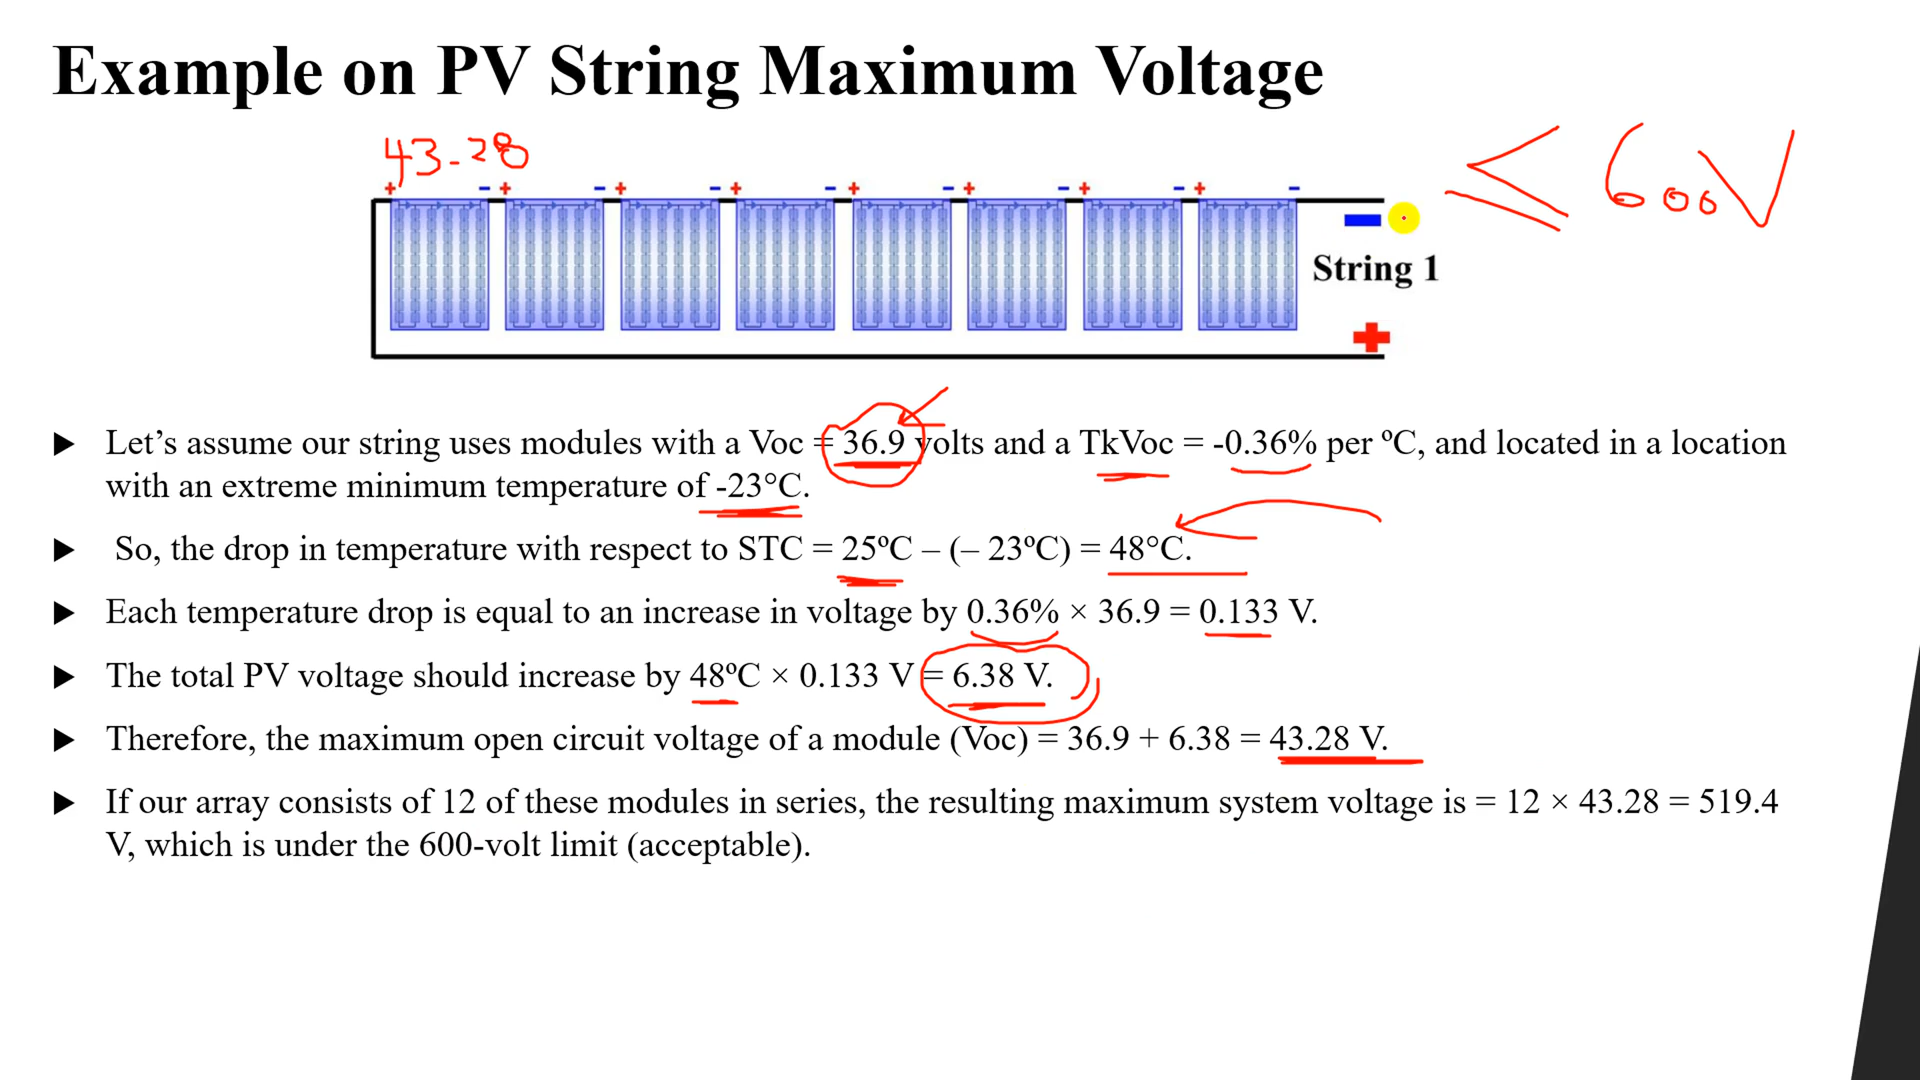 Example on PV String Maximum Voltage
43.28
≤ 600V
+ - + - + - + - + - + - + - + -
String 1
Let’s assume our string uses modules with a Voc = 36.9 volts and a TkVoc = -0.36% per ºC, and located in a location
with an extreme minimum temperature of -23°C.
So, the drop in temperature with respect to STC = 25ºC – (– 23ºC) = 48°C.
Each temperature drop is equal to an increase in voltage by 0.36% × 36.9 = 0.133 V.
The total PV voltage should increase by 48ºC × 0.133 V = 6.38 V.
Therefore, the maximum open circuit voltage of a module (Voc) = 36.9 + 6.38 = 43.28 V.
If our array consists of 12 of these modules in series, the resulting maximum system voltage is = 12 × 43.28 = 519.4
V, which is under the 600-volt limit (acceptable).